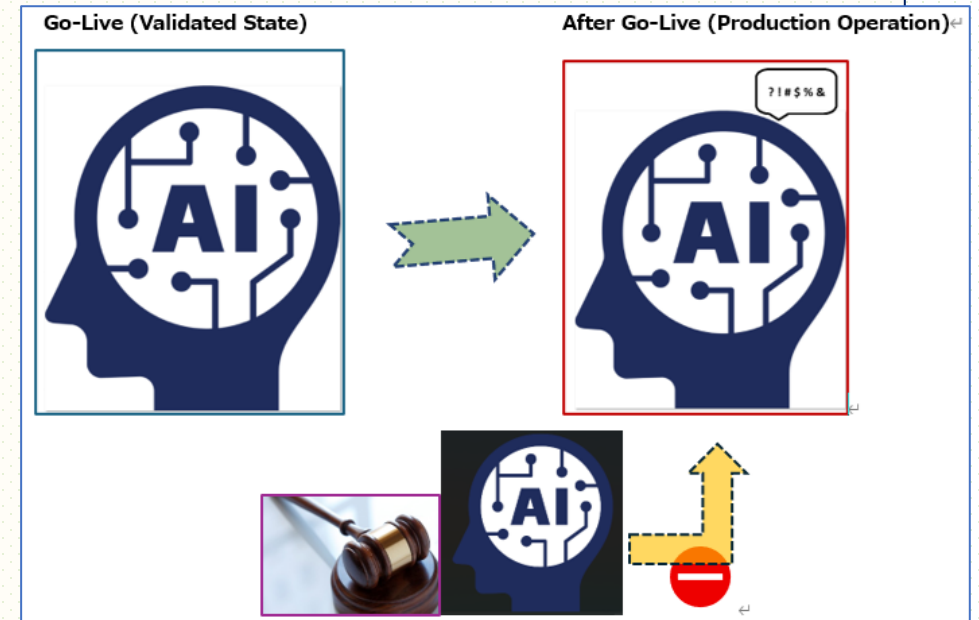 Go-Live (Validated State)
After Go-Live (Production Operation)
?!#$%&
AI
AI
AI